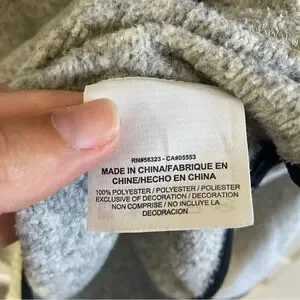 RN#56323 - CA#05553
MADE IN CHINA/FABRIQUE EN
CHINE/HECHO EN CHINA
100% POLYESTER / POLYESTER / POLIESTER
EXCLUSIVE OF DECORATION / DECORATION
NON COMPRISE / NO INCLUYE LA
DECORACION